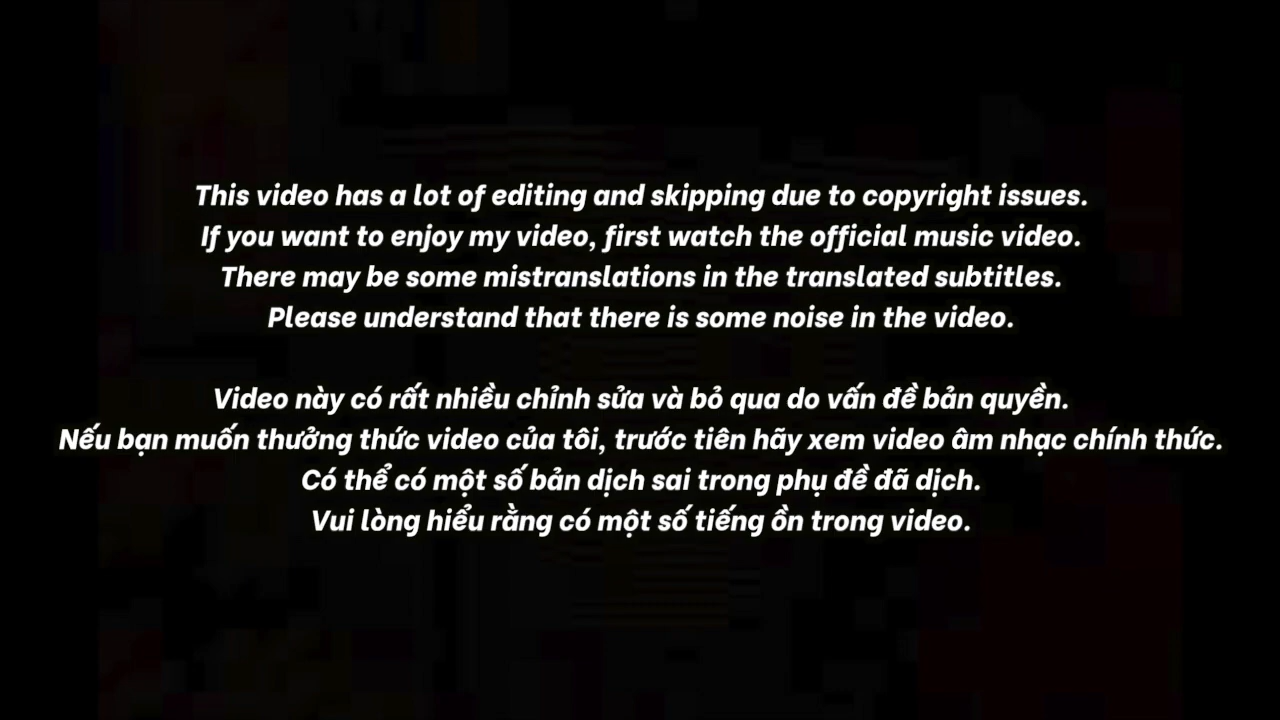 This video has a lot of editing and skipping due to copyright issues.
If you want to enjoy my video, first watch the official music video.
There may be some mistranslations in the translated subtitles.
Please understand that there is some noise in the video.
Video này có rất nhiều chỉnh sửa và bỏ qua do vấn đề bản quyền.
Nếu bạn muốn thưởng thức video của tôi, trước tiên hãy xem video âm nhạc chính thức.
Có thể có một số bản dịch sai trong phụ đề đã dịch.
Vui lòng hiểu rằng có một số tiếng ồn trong video.